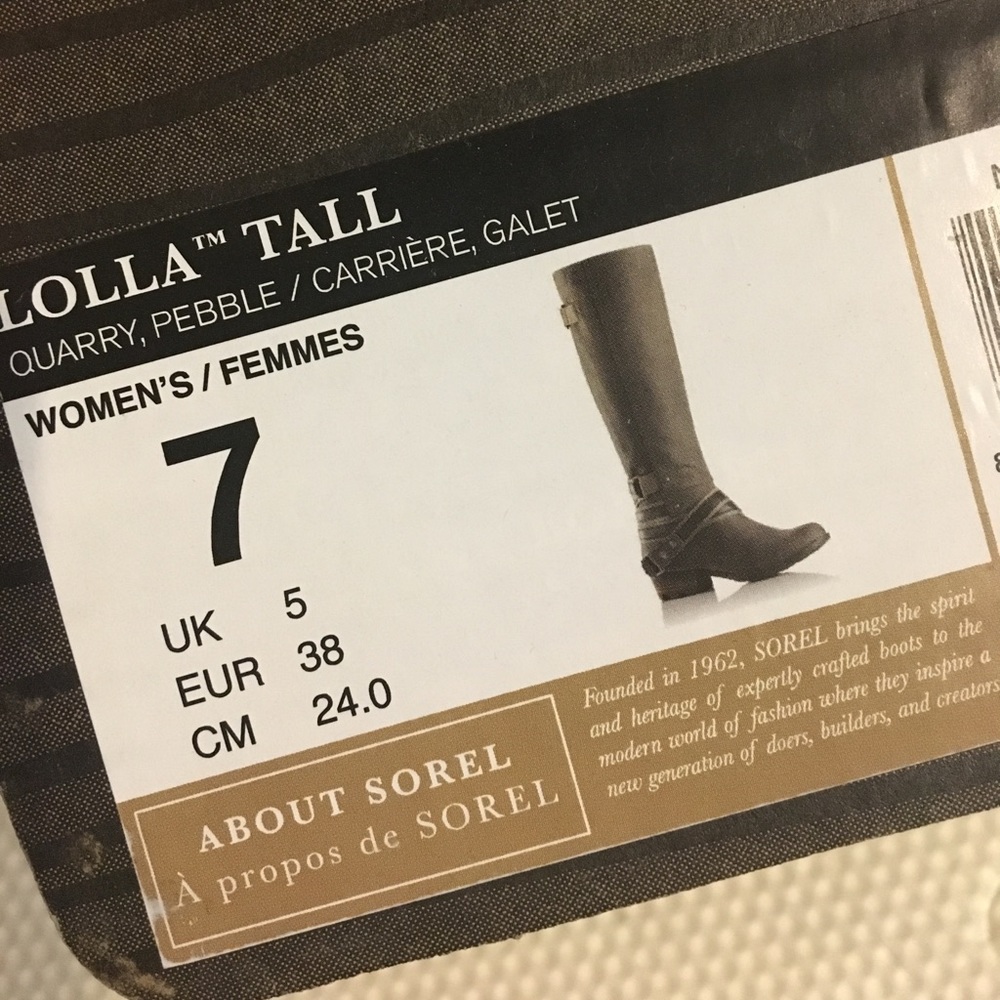 LOLLA™ TALL
QUARRY, PEBBLE / CARRIÈRE, GALET
WOMEN'S / FEMMES
7
UK 5
EUR 38
CM 24.0
ABOUT SOREL
À propos de SOREL
Founded in 1962, SOREL brings the spirit
and heritage of expertly crafted boots to the
modern world of fashion where they inspire a
new generation of doers, builders, and creators